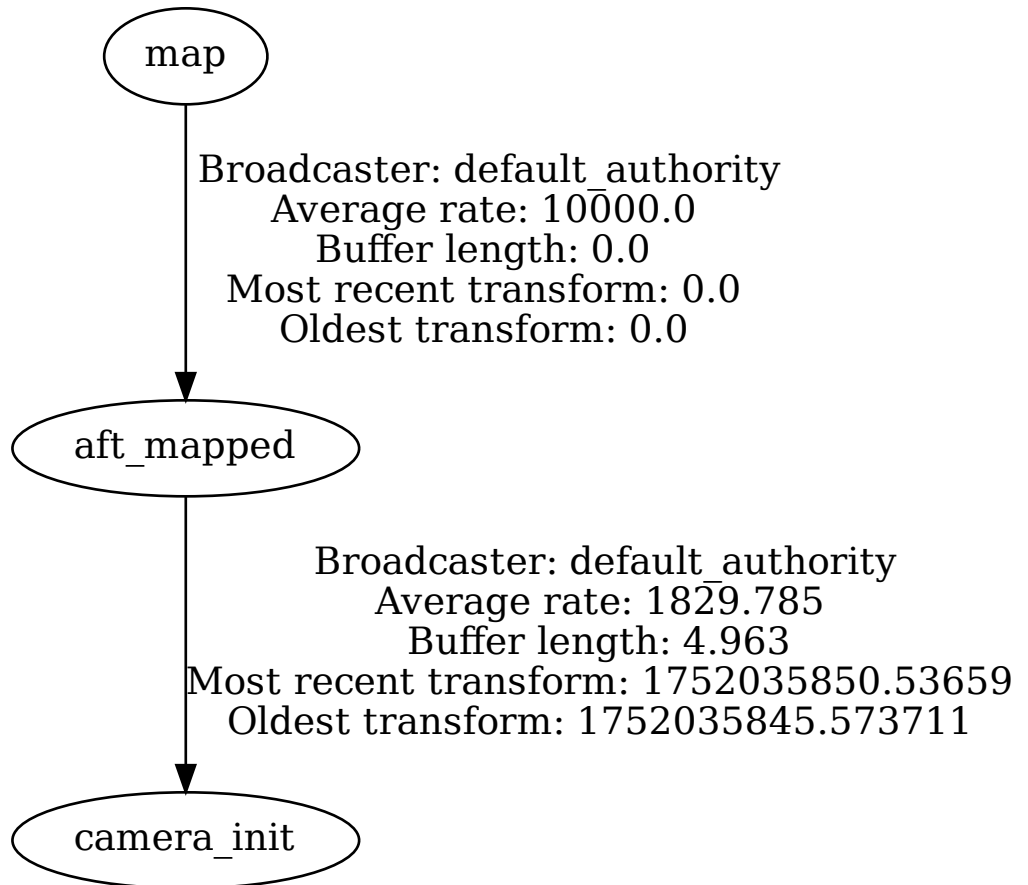 map
Broadcaster: default_authority
Average rate: 10000.0
Buffer length: 0.0
Most recent transform: 0.0
Oldest transform: 0.0
aft_mapped
Broadcaster: default_authority
Average rate: 1829.785
Buffer length: 4.963
Most recent transform: 1752035850.53659
Oldest transform: 1752035845.573711
camera_init